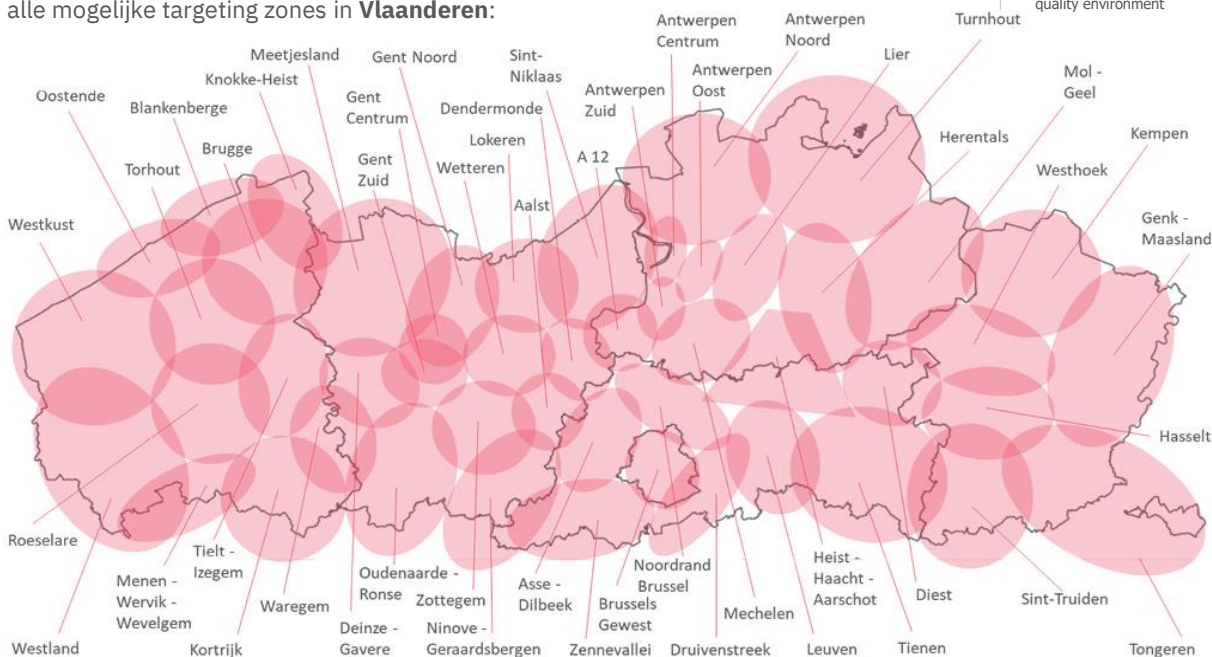 alle mogelijke targeting zones in Vlaanderen:
quality environment
Antwerpen
Centrum
Antwerpen
Noord
Turnhout
Meetjesland
Gent Noord
Sint-
Niklaas
Lier
Knokke-Heist
Antwerpen
Oost
Mol -
Geel
Oostende
Blankenberge
Gent
Centrum
Dendermonde
Antwerpen
Zuid
Lokeren
Herentals
Kempen
Brugge
Torhout
Gent
Zuid
Wetteren
A 12
Westhoek
Aalst
Westkust
Genk -
Maasland
Hasselt
Roeselare
Menen -
Wervik -
Wevelgem
Tielt -
Izegem
Waregem
Oudenaarde -
Ronse
Zottegem
Asse -
Dilbeek
Brussels
Gewest
Noordrand
Brussel
Mechelen
Heist -
Haacht -
Aarschot
Diest
Sint-Truiden
Westland
Kortrijk
Deinze -
Gavere
Ninove -
Geraardsbergen
Zennevallei
Druivenstreek
Leuven
Tienen
Tongeren